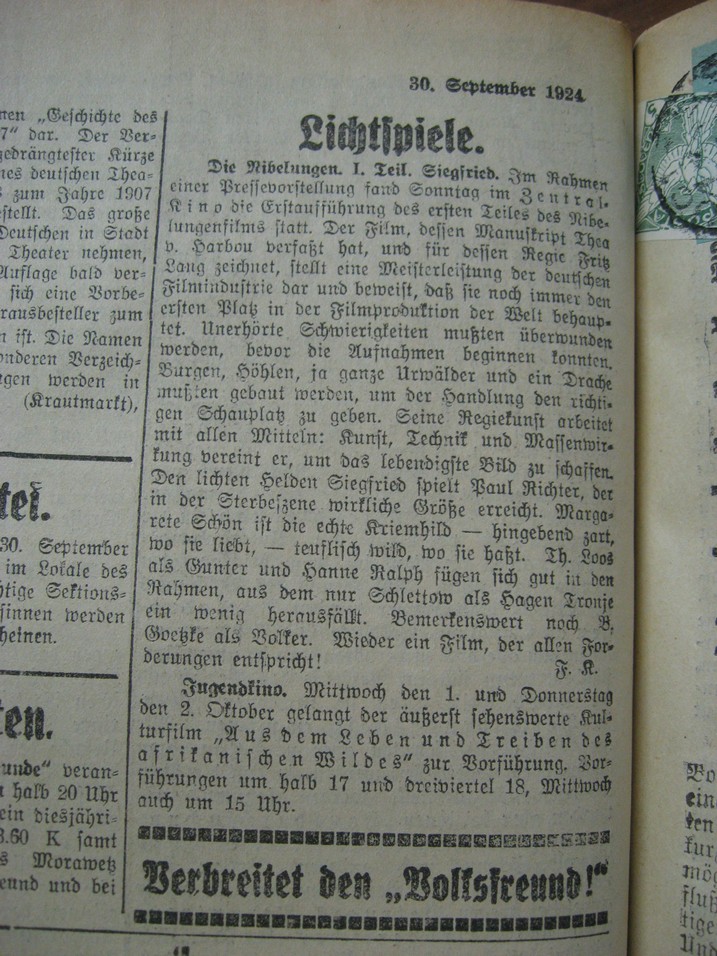 30. September 1924
nen „Geschichte des
7" dar. Der Ver-
gedrängtester Kürze
nes deutschen Thea-
s zum Jahre 1907
estellt. Das große
Deutschen in Stadt
Theater nehmen,
Auflage bald ver-
sich eine Vorbe-
erausbesteller zum
n ist. Die Namen
onderen Verzeich-
gen werden in
(Krautmarkt),
tei.
30. September
im Lokale des
htige Sektions-
sinnen werden
heinen.
ten.
unde" veran-
halb 20 Uhr
ein diesjähri-
3.60 K samt
s Morawetz
eund und bei
Lichtspiele.
Die Nibelungen. I. Teil. Siegfried. Im Rahmen
einer Pressevorstellung fand Sonntag im Zentral-
Kino die Erstaufführung des ersten Teiles des Nibe-
lungenfilms statt. Der Film, dessen Manuskript Thea
v. Harbou verfaßt hat, und für dessen Regie Fritz
Lang zeichnet, stellt eine Meisterleistung der deutschen
Filmindustrie dar und beweist, daß sie noch immer den
ersten Platz in der Filmproduktion der Welt behaup-
tet. Unerhörte Schwierigkeiten mußten überwunden
werden, bevor die Aufnahmen beginnen konnten.
Burgen, Höhlen, ja ganze Urwälder und ein Drache
mußten gebaut werden, um der Handlung den richti-
gen Schauplatz zu geben. Seine Regiekunst arbeitet
mit allen Mitteln: Kunst, Technik und Massenwir-
kung vereint er, um das lebendigste Bild zu schaffen.
Den lichten Helden Siegfried spielt Paul Richter, der
in der Sterbeszene wirkliche Größe erreicht. Marga-
rete Schön ist die echte Kriemhild — hingebend zart,
wo sie liebt, — teuflisch wild, wo sie haßt. Th. Loos
als Gunter und Hanne Ralph fügen sich gut in den
Rahmen, aus dem nur Schlettow als Hagen Tronje
ein wenig herausfällt. Bemerkenswert noch B.
Goetzke als Volker. Wieder ein Film, der allen For-
derungen entspricht! F. K.
Jugendkino. Mittwoch den 1. und Donnerstag
den 2. Oktober gelangt der äußerst sehenswerte Kul-
turfilm „Aus dem Leben und Treiben des
afrikanischen Wildes" zur Vorführung. Vor-
führungen um halb 17 und dreiviertel 18, Mittwoch
auch um 15 Uhr.
Verbreitet den „Volksfreund!"